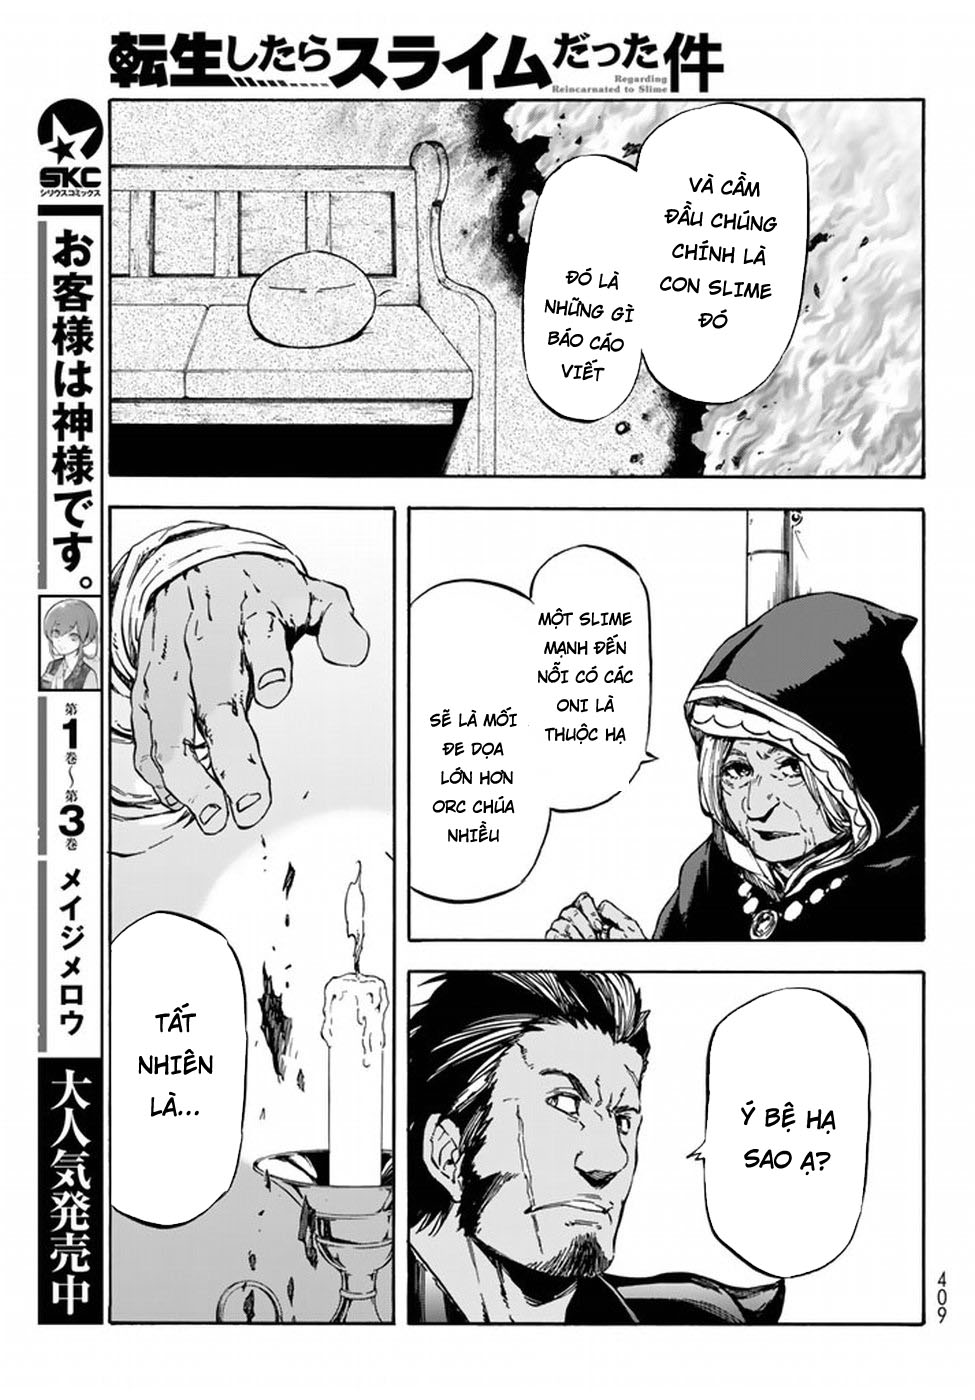 転生したらスライムだった件
Regarding
Reincarnated to Slime
SKC
シリウスコミックス
お客様は神様です。
第1巻～第3巻
メイジメロウ
大人気発売中
VÀ CẦM
ĐẦU CHÚNG
CHÍNH LÀ
CON SLIME
ĐÓ
ĐÓ LÀ
NHỮNG GÌ
BÁO CÁO
VIẾT
MỘT SLIME
MẠNH ĐẾN
NỖI CÓ CÁC
ONI LÀ
THUỘC HẠ
SẼ LÀ MỐI
ĐE DỌA
LỚN HƠN
ORC CHÚA
NHIỀU
Ý BỆ HẠ
SAO Ạ?
TẤT
NHIÊN
LÀ...
409